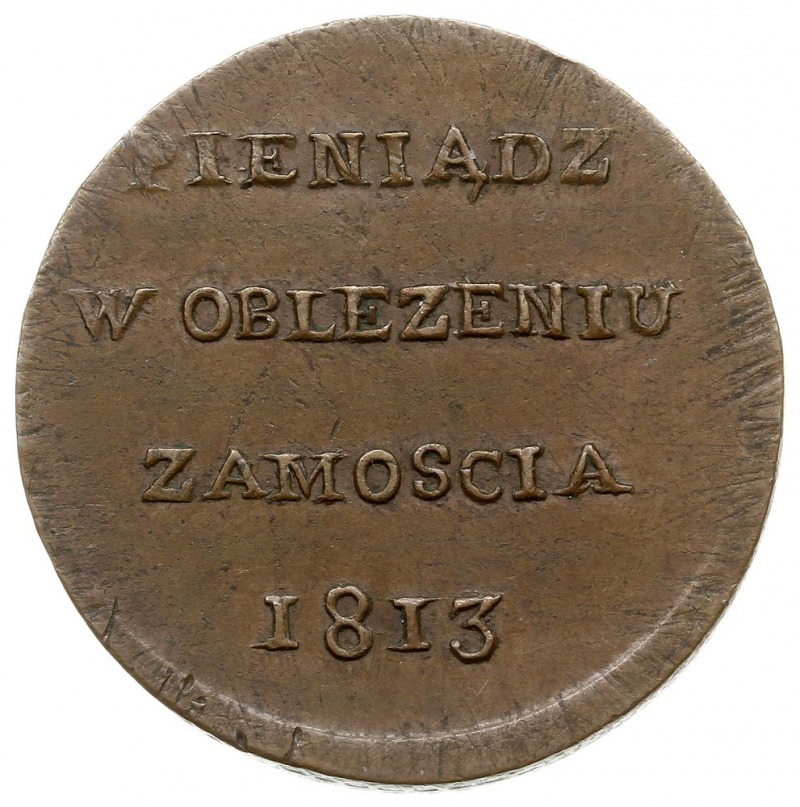 PIENIĄDZ
W OBLEZENIU
ZAMOSCIA
1813